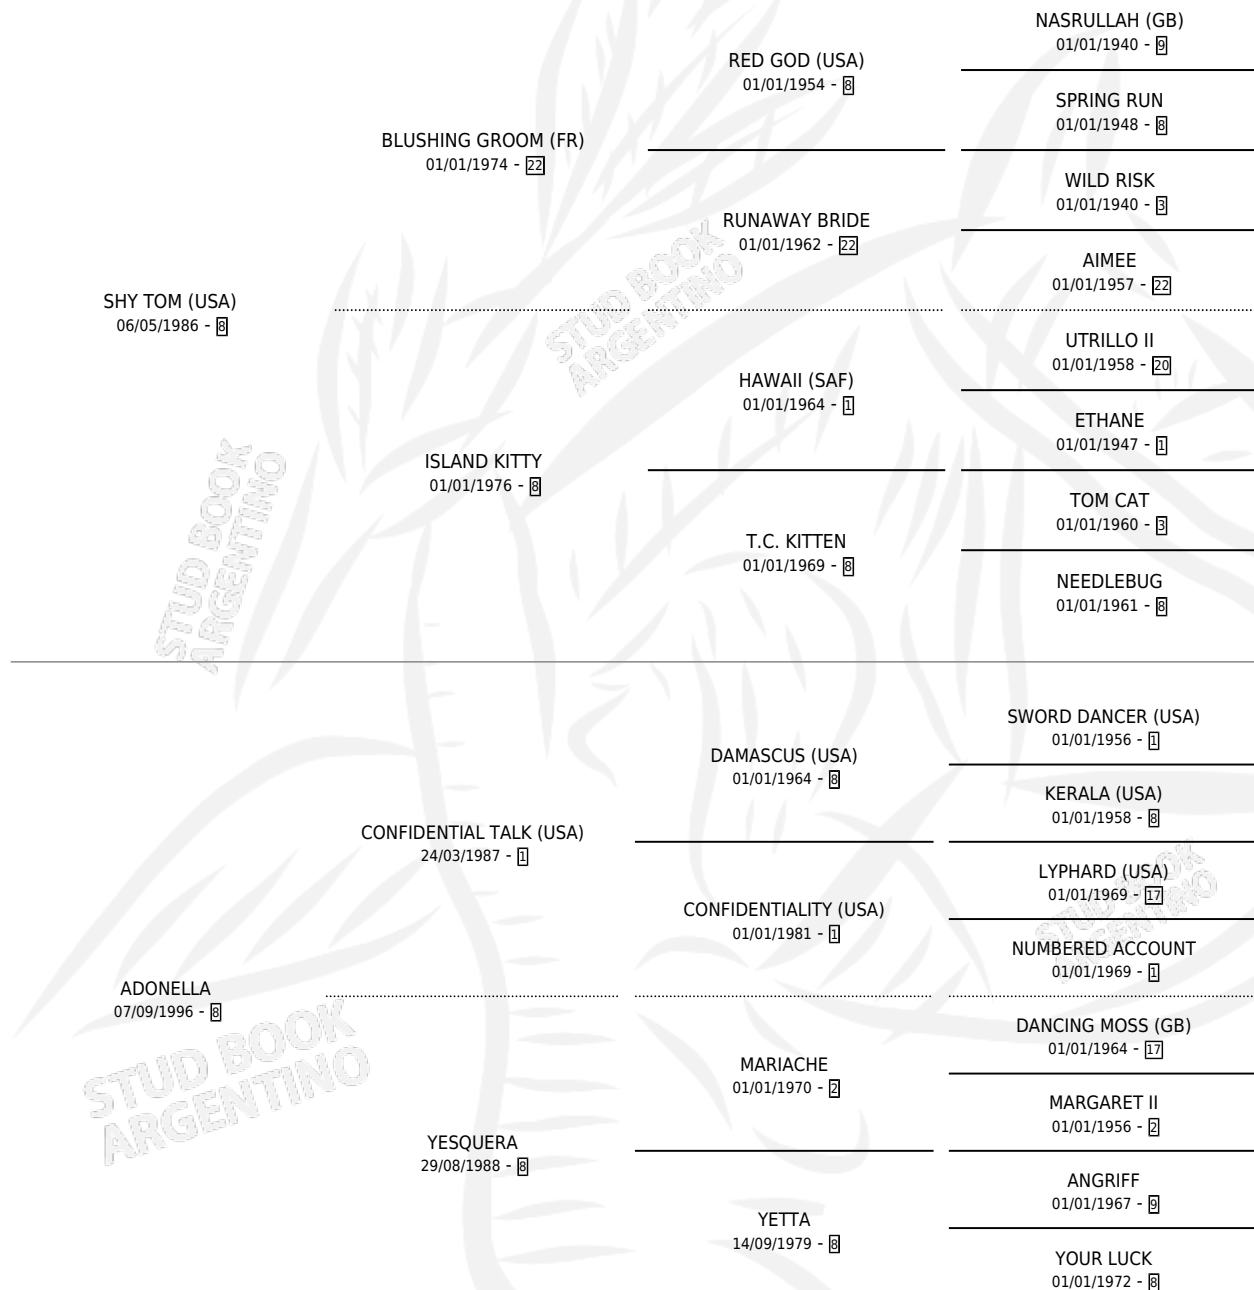 NASRULLAH (GB)
01/01/1940 - 9
RED GOD (USA)
01/01/1954 - 8
SPRING RUN
01/01/1948 - 8
BLUSHING GROOM (FR)
01/01/1974 - 22
WILD RISK
01/01/1940 - 3
RUNAWAY BRIDE
01/01/1962 - 22
AIMEE
01/01/1957 - 22
SHY TOM (USA)
06/05/1986 - 8
UTRILLO II
01/01/1958 - 20
HAWAII (SAF)
01/01/1964 - 1
ETHANE
01/01/1947 - 1
ISLAND KITTY
01/01/1976 - 8
TOM CAT
01/01/1960 - 3
T.C. KITTEN
01/01/1969 - 8
NEEDLEBUG
01/01/1961 - 8
SWORD DANCER (USA)
01/01/1956 - 1
DAMASCUS (USA)
01/01/1964 - 8
KERALA (USA)
01/01/1958 - 8
CONFIDENTIAL TALK (USA)
24/03/1987 - 1
LYPHARD (USA)
01/01/1969 - 17
CONFIDENTIALITY (USA)
01/01/1981 - 1
NUMBERED ACCOUNT
01/01/1969 - 1
ADONELLA
07/09/1996 - 8
DANCING MOSS (GB)
01/01/1964 - 17
MARIACHE
01/01/1970 - 2
MARGARET II
01/01/1956 - 2
YESQUERA
29/08/1988 - 8
ANGRIFF
01/01/1967 - 9
YETTA
14/09/1979 - 8
YOUR LUCK
01/01/1972 - 8
STUD BOOK
ARGENTINO
STUD BOOK
ARGENTINO
STUD BOOK
ARGENTINO
STUD BOOK
ARGENTINO